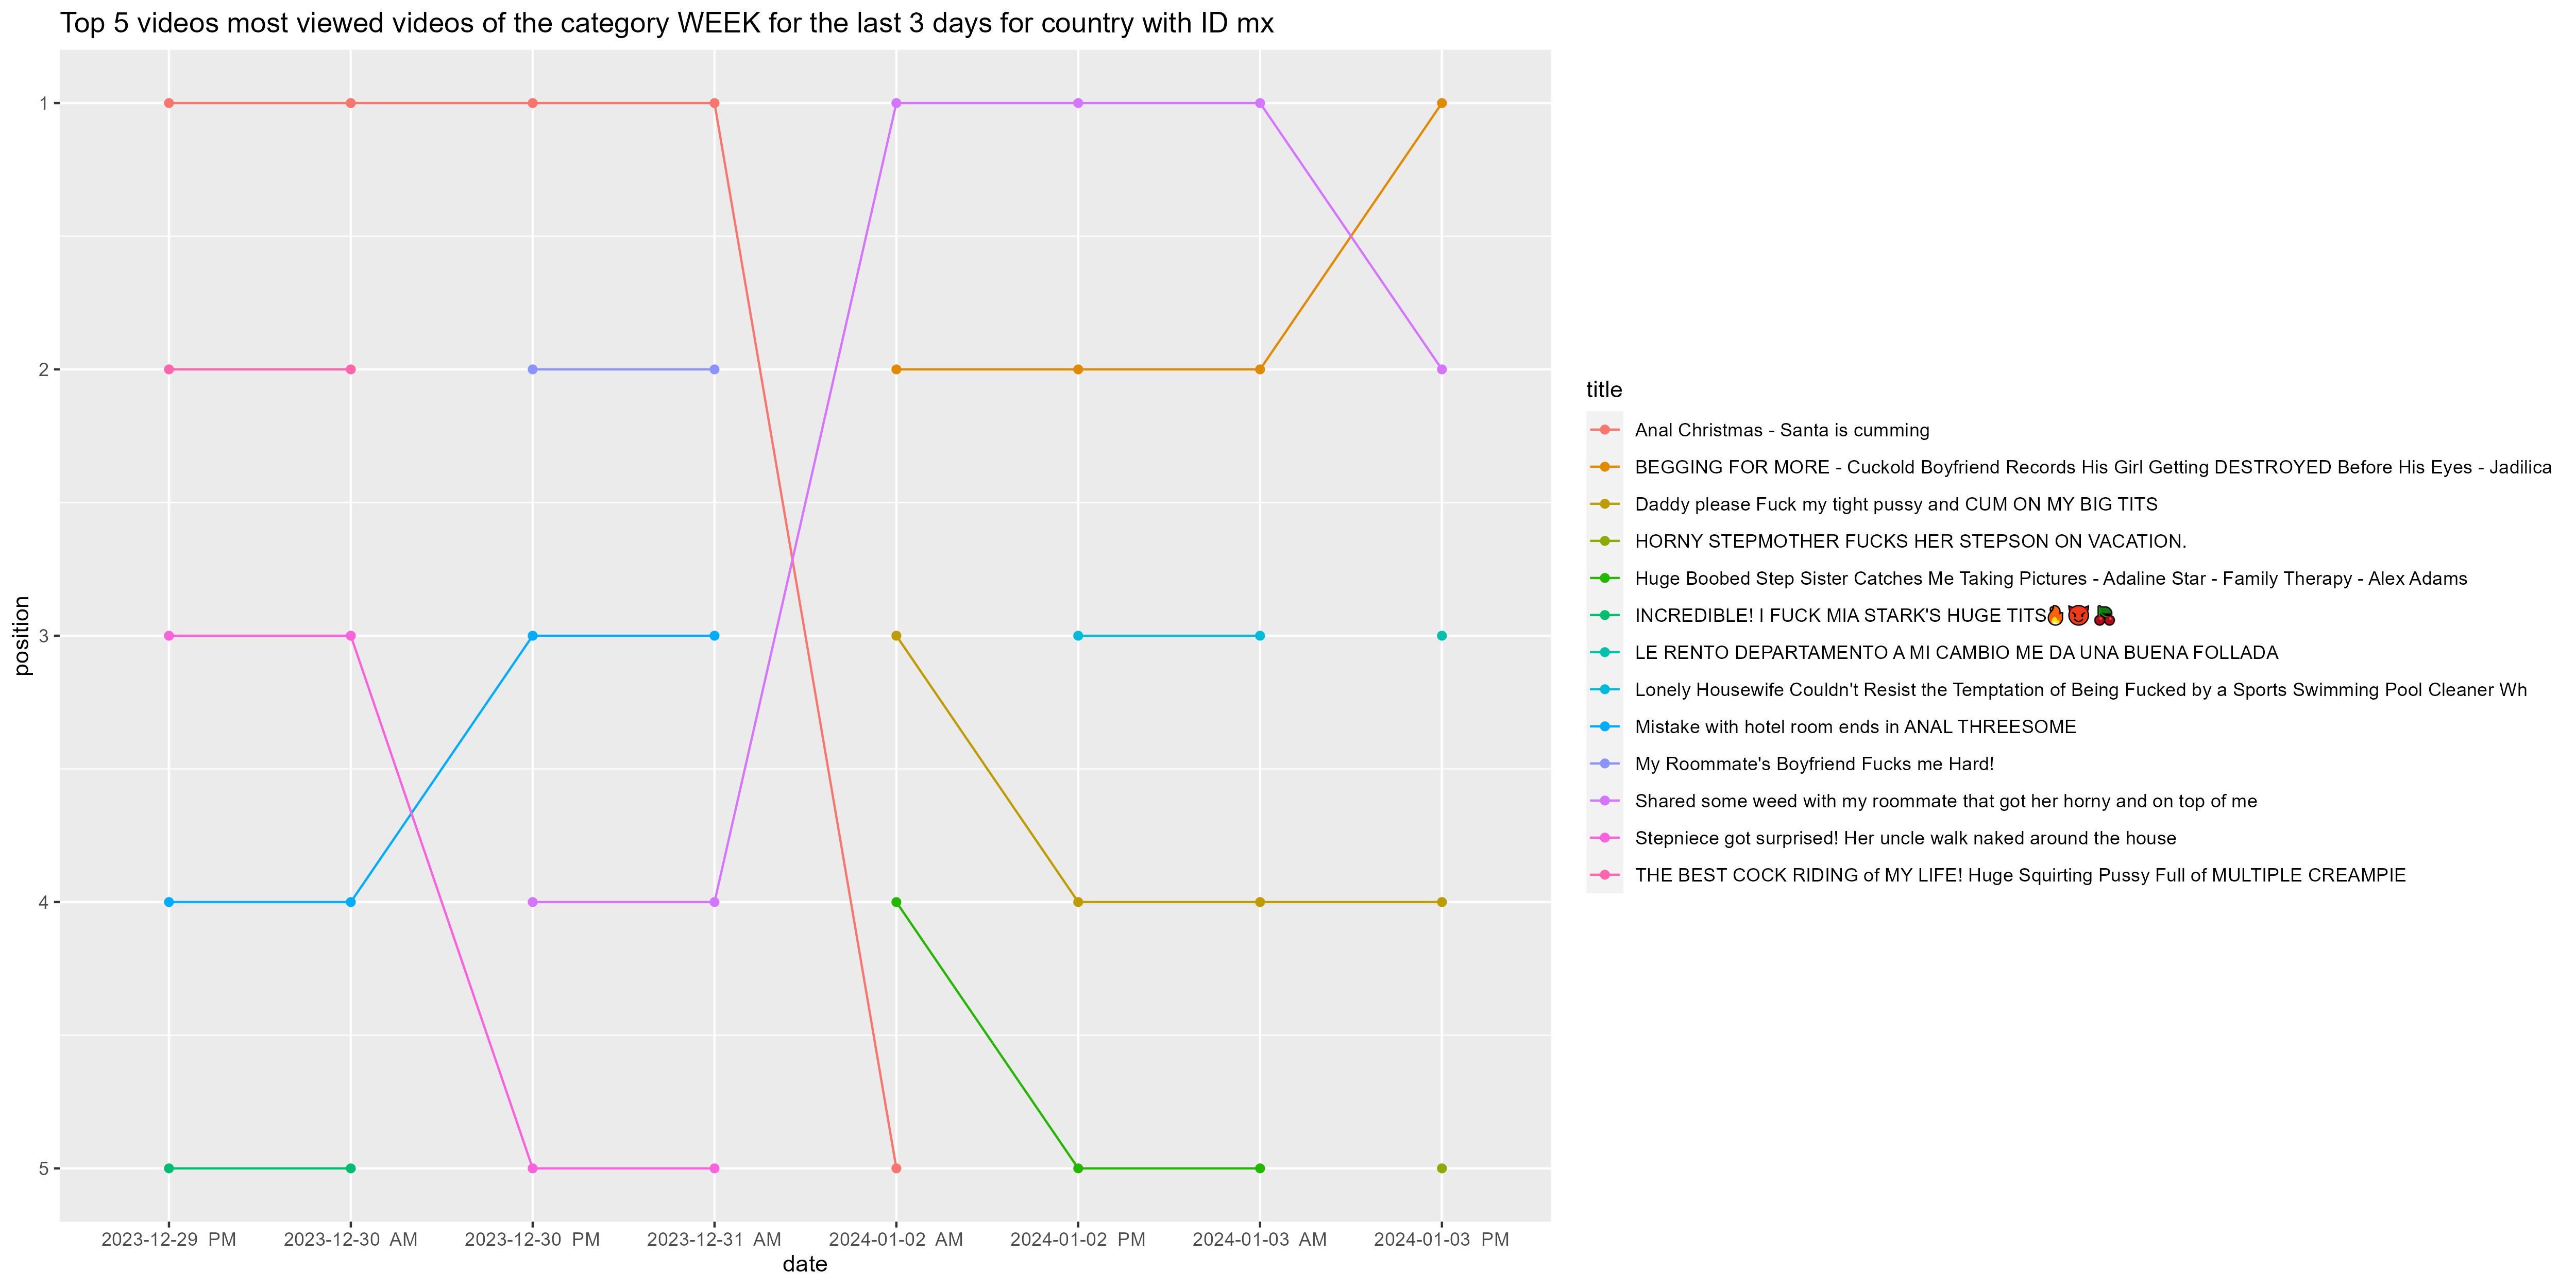 Top 5 videos most viewed videos of the category WEEK for the last 3 days for country with ID mx
position
1
2
3
4
5
2023-12-29 PM
2023-12-30 AM
2023-12-30 PM
2023-12-31 AM
2024-01-02 AM
2024-01-02 PM
2024-01-03 AM
2024-01-03 PM
date
title
Anal Christmas - Santa is cumming
BEGGING FOR MORE - Cuckold Boyfriend Records His Girl Getting DESTROYED Before His Eyes - Jadilica
Daddy please Fuck my tight pussy and CUM ON MY BIG TITS
HORNY STEPMOTHER FUCKS HER STEPSON ON VACATION.
Huge Boobed Step Sister Catches Me Taking Pictures - Adaline Star - Family Therapy - Alex Adams
INCREDIBLE! I FUCK MIA STARK'S HUGE TITS🔥😈🍒
LE RENTO DEPARTAMENTO A MI CAMBIO ME DA UNA BUENA FOLLADA
Lonely Housewife Couldn't Resist the Temptation of Being Fucked by a Sports Swimming Pool Cleaner Wh
Mistake with hotel room ends in ANAL THREESOME
My Roommate's Boyfriend Fucks me Hard!
Shared some weed with my roommate that got her horny and on top of me
Stepniece got surprised! Her uncle walk naked around the house
THE BEST COCK RIDING of MY LIFE! Huge Squirting Pussy Full of MULTIPLE CREAMPIE